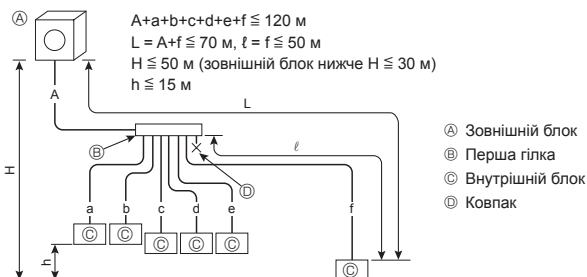 Ⓐ
A+a+b+c+d+e+f ≦ 120 м
L = A+f ≦ 70 м, ℓ = f ≦ 50 м
H ≦ 50 м (зовнішній блок нижче H ≦ 30 м)
h ≦ 15 м
A
L
H
Ⓑ
ℓ
Ⓓ
a b c d e f
h
Ⓒ Ⓒ Ⓒ Ⓒ Ⓒ Ⓒ
Ⓐ Зовнішній блок
Ⓑ Перша гілка
Ⓒ Внутрішній блок
Ⓓ Ковпак